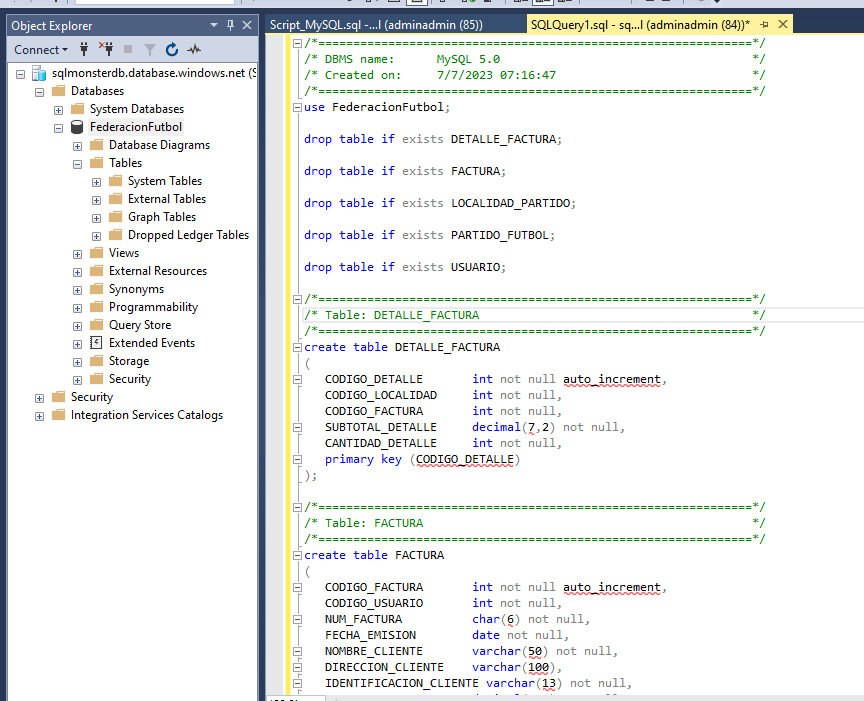 Object Explorer
Connect
sqlmonsterdb.database.windows.net (S
Databases
System Databases
FederacionFutbol
Database Diagrams
Tables
System Tables
External Tables
Graph Tables
Dropped Ledger Tables
Views
External Resources
Synonyms
Programmability
Query Store
Extended Events
Storage
Security
Security
Integration Services Catalogs
Script_MySQL.sql -...l (adminadmin (85))
SQLQuery1.sql - sq...l (adminadmin (84))*
/*==============================================================*/
/* DBMS name:      MySQL 5.0                                    */
/* Created on:     7/7/2023 07:16:47                            */
/*==============================================================*/
use FederacionFutbol;
drop table if exists DETALLE_FACTURA;
drop table if exists FACTURA;
drop table if exists LOCALIDAD_PARTIDO;
drop table if exists PARTIDO_FUTBOL;
drop table if exists USUARIO;
/*==============================================================*/
/* Table: DETALLE_FACTURA                                       */
/*==============================================================*/
create table DETALLE_FACTURA
(
CODIGO_DETALLE       int not null auto_increment,
CODIGO_LOCALIDAD     int not null,
CODIGO_FACTURA       int not null,
SUBTOTAL_DETALLE     decimal(7,2) not null,
CANTIDAD_DETALLE     int not null,
primary key (CODIGO_DETALLE)
);
/*==============================================================*/
/* Table: FACTURA                                               */
/*==============================================================*/
create table FACTURA
(
CODIGO_FACTURA       int not null auto_increment,
CODIGO_USUARIO       int not null,
NUM_FACTURA          char(6) not null,
FECHA_EMISION        date not null,
NOMBRE_CLIENTE       varchar(50) not null,
DIRECCION_CLIENTE    varchar(100),
IDENTIFICACION_CLIENTE varchar(13) not null,